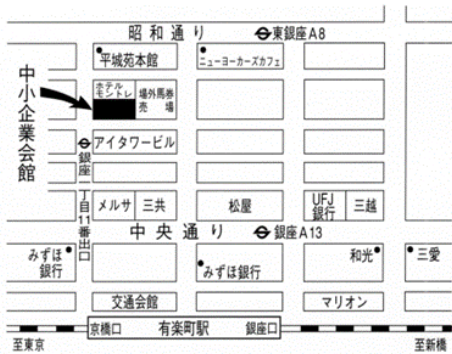 昭和通り
東銀座A8
平城苑本館
ニューヨーカーズカフェ
中小企業会館
ホテル
モントレ
場外馬券
売場
アイタワービル
銀座一丁目11番出口
メルサ
三共
松屋
UFJ
銀行
三越
中央通り
銀座A13
みずほ
銀行
みずほ銀行
和光
三愛
交通会館
マリオン
京橋口
有楽町駅
銀座口
至東京
至新橋